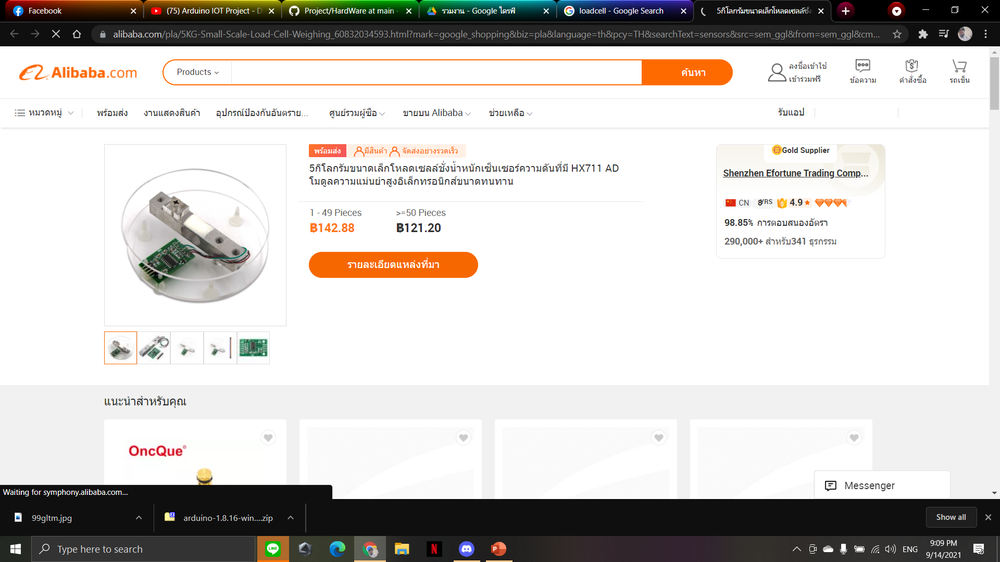 Facebook
(75) Arduino IOT Project - D
Project/HardWare at main
รวมงาน - Google ไดรฟ์
loadcell - Google Search
5กิโลกรัมขนาดเล็กโหลดเซลล์ชั่ง
alibaba.com/pla/5KG-Small-Scale-Load-Cell-Weighing_60832034593.html?mark=google_shopping&biz=pla&language=th&pcy=TH&searchText=sensors&src=sem_ggl&from=sem_ggl&cm...
Alibaba.com
Products
ค้นหา
ลงชื่อเข้าใช้
เข้าร่วมฟรี
ข้อความ
คำสั่งซื้อ
รถเข็น
หมวดหมู่
พร้อมส่ง
งานแสดงสินค้า
อุปกรณ์ป้องกันอันตราย...
ศูนย์รวมผู้ซื้อ
ขายบน Alibaba
ช่วยเหลือ
รับแอป
พร้อมส่ง
มีสินค้า
จัดส่งอย่างรวดเร็ว
5กิโลกรัมขนาดเล็กโหลดเซลล์ชั่งน้ำหนักเซ็นเซอร์ความดันที่มี HX711 AD
โมดูลความแม่นยำสูงอิเล็กทรอนิกส์ขนาดทนทาน
1 - 49 Pieces
>=50 Pieces
฿142.88
฿121.20
รายละเอียดแหล่งที่มา
Gold Supplier
Shenzhen Efortune Trading Comp...
CN
8YRS
4.9
98.85% การตอบสนองอัตรา
290,000+ สำหรับ341 ธุรกรรม
แนะนำสำหรับคุณ
OncQue®
Messenger
Waiting for symphony.alibaba.com...
99gltm.jpg
arduino-1.8.16-win....zip
Show all
Type here to search
LINE
ENG
9:09 PM
9/14/2021